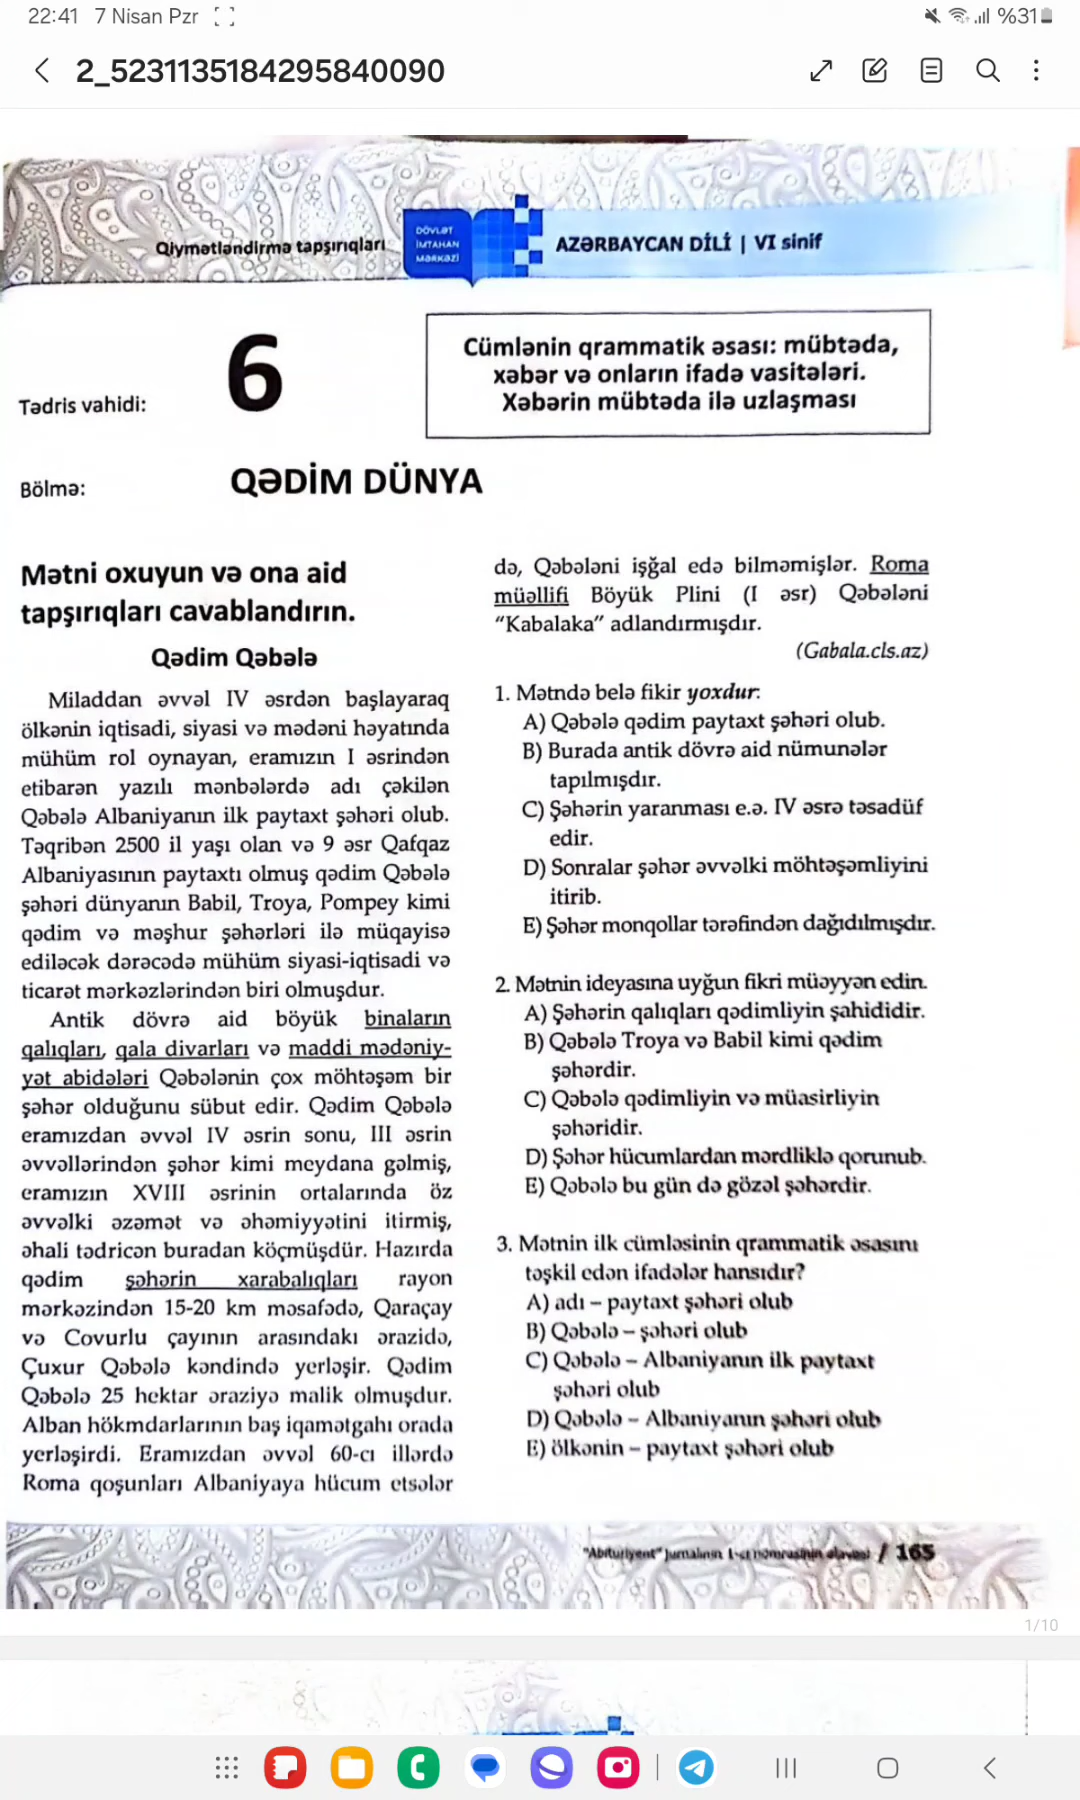 22:41 7 Nisan Pzr
%31
2_5231135184295840090
Qiymətləndirmə tapşırıqları
DÖVLƏT
İMTAHAN
MƏRKƏZİ
AZƏRBAYCAN DİLİ | VI sinif
Tədris vahidi:
6
Cümlənin qrammatik əsası: mübtəda,
xəbər və onların ifadə vasitələri.
Xəbərin mübtəda ilə uzlaşması
Bölmə:
QƏDİM DÜNYA
Mətni oxuyun və ona aid
tapşırıqları cavablandırın.
Qədim Qəbələ
Miladdan əvvəl IV əsrdən başlayaraq
ölkənin iqtisadi, siyasi və mədəni həyatında
mühüm rol oynayan, eramızın I əsrindən
etibarən yazılı mənbələrdə adı çəkilən
Qəbələ Albaniyanın ilk paytaxt şəhəri olub.
Təqribən 2500 il yaşı olan və 9 əsr Qafqaz
Albaniyasının paytaxtı olmuş qədim Qəbələ
şəhəri dünyanın Babil, Troya, Pompey kimi
qədim və məşhur şəhərləri ilə müqayisə
ediləcək dərəcədə mühüm siyasi-iqtisadi və
ticarət mərkəzlərindən biri olmuşdur.
Antik dövrə aid böyük binaların
qalıqları, qala divarları və maddi mədəniy-
yət abidələri Qəbələnin çox möhtəşəm bir
şəhər olduğunu sübut edir. Qədim Qəbələ
eramızdan əvvəl IV əsrin sonu, III əsrin
əvvəllərindən şəhər kimi meydana gəlmiş,
eramızın XVIII əsrinin ortalarında öz
əvvəlki əzəmət və əhəmiyyətini itirmiş,
əhali tədricən buradan köçmüşdür. Hazırda
qədim şəhərin xarabalıqları rayon
mərkəzindən 15-20 km məsafədə, Qaraçay
və Covurlu çayının arasındakı ərazidə,
Çuxur Qəbələ kəndində yerləşir. Qədim
Qəbələ 25 hektar əraziyə malik olmuşdur.
Alban hökmdarlarının baş iqamətgahı orada
yerləşirdi. Eramızdan əvvəl 60-cı illərdə
Roma qoşunları Albaniyaya hücum etsələr
də, Qəbələni işğal edə bilməmişlər. Roma
müəllifi Böyük Plini (I əsr) Qəbələni
“Kabalaka” adlandırmışdır.
(Gabala.cls.az)
1. Mətndə belə fikir yoxdur:
A) Qəbələ qədim paytaxt şəhəri olub.
B) Burada antik dövrə aid nümunələr
tapılmışdır.
C) Şəhərin yaranması e.ə. IV əsrə təsadüf
edir.
D) Sonralar şəhər əvvəlki möhtəşəmliyini
itirib.
E) Şəhər monqollar tərəfindən dağıdılmışdır.
2. Mətnin ideyasına uyğun fikri müəyyən edin.
A) Şəhərin qalıqları qədimliyin şahididir.
B) Qəbələ Troya və Babil kimi qədim
şəhərdir.
C) Qəbələ qədimliyin və müasirliyin
şəhəridir.
D) Şəhər hücumlardan mərdliklə qorunub.
E) Qəbələ bu gün də gözəl şəhərdir.
3. Mətnin ilk cümləsinin qrammatik əsasını
təşkil edən ifadələr hansıdır?
A) adı – paytaxt şəhəri olub
B) Qəbələ – şəhəri olub
C) Qəbələ – Albaniyanın ilk paytaxt
şəhəri olub
D) Qəbələ – Albaniyanın şəhəri olub
E) ölkənin – paytaxt şəhəri olub
"Abituriyent" jurnalının 1-ci nömrəsinin əlavəsi / 165
1/10